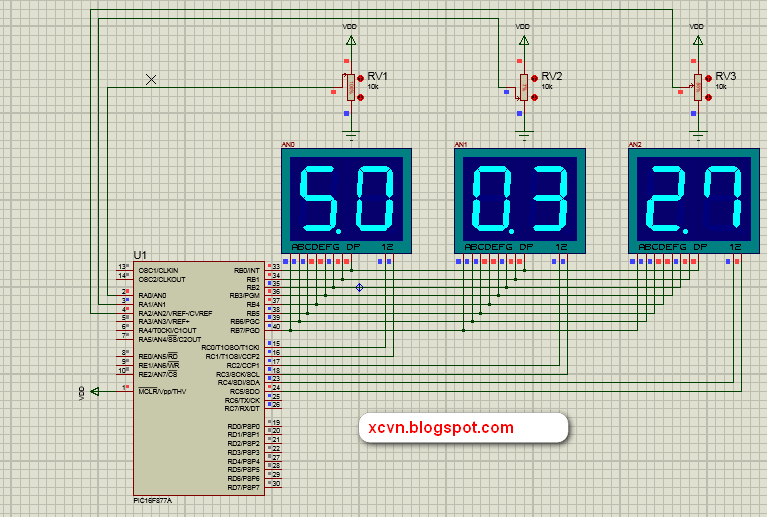 VDD VDD VDD
RV1 RV2 RV3
10k 10k 10k
AN0 AN1 AN2
5.0 0.3 2.7
ABCDEFG DP 12 ABCDEFG DP 12 ABCDEFG DP 12
U1
13 OSC1/CLKIN RB0/INT 33
14 OSC2/CLKOUT RB1 34
RB2 35
2 RA0/AN0 RB3/PGM 36
3 RA1/AN1 RB4 37
4 RA2/AN2/VREF-/CVREF RB5 38
5 RA3/AN3/VREF+ RB6/PGC 39
6 RA4/T0CKI/C1OUT RB7/PGD 40
7 RA5/AN4/SS/C2OUT
RC0/T1OSO/T1CKI 15
8 RE0/AN5/RD RC1/T1OSI/CCP2 16
9 RE1/AN6/WR RC2/CCP1 17
10 RE2/AN7/CS RC3/SCK/SCL 18
RC4/SDI/SDA 23
VDD 1 MCLR/Vpp/THV RC5/SDO 24
RC6/TX/CK 25
RC7/RX/DT 26
RD0/PSP0 19
RD1/PSP1 20
RD2/PSP2 21
RD3/PSP3 22
RD4/PSP4 27
RD5/PSP5 28
RD6/PSP6 29
RD7/PSP7 30
PIC16F877A
xcvn.blogspot.com